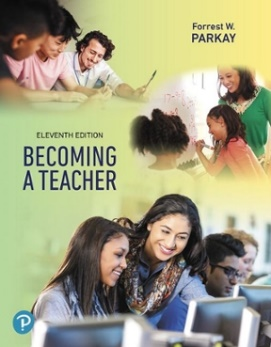 Forrest W.
PARKAY
ELEVENTH EDITION
BECOMING
A TEACHER
P